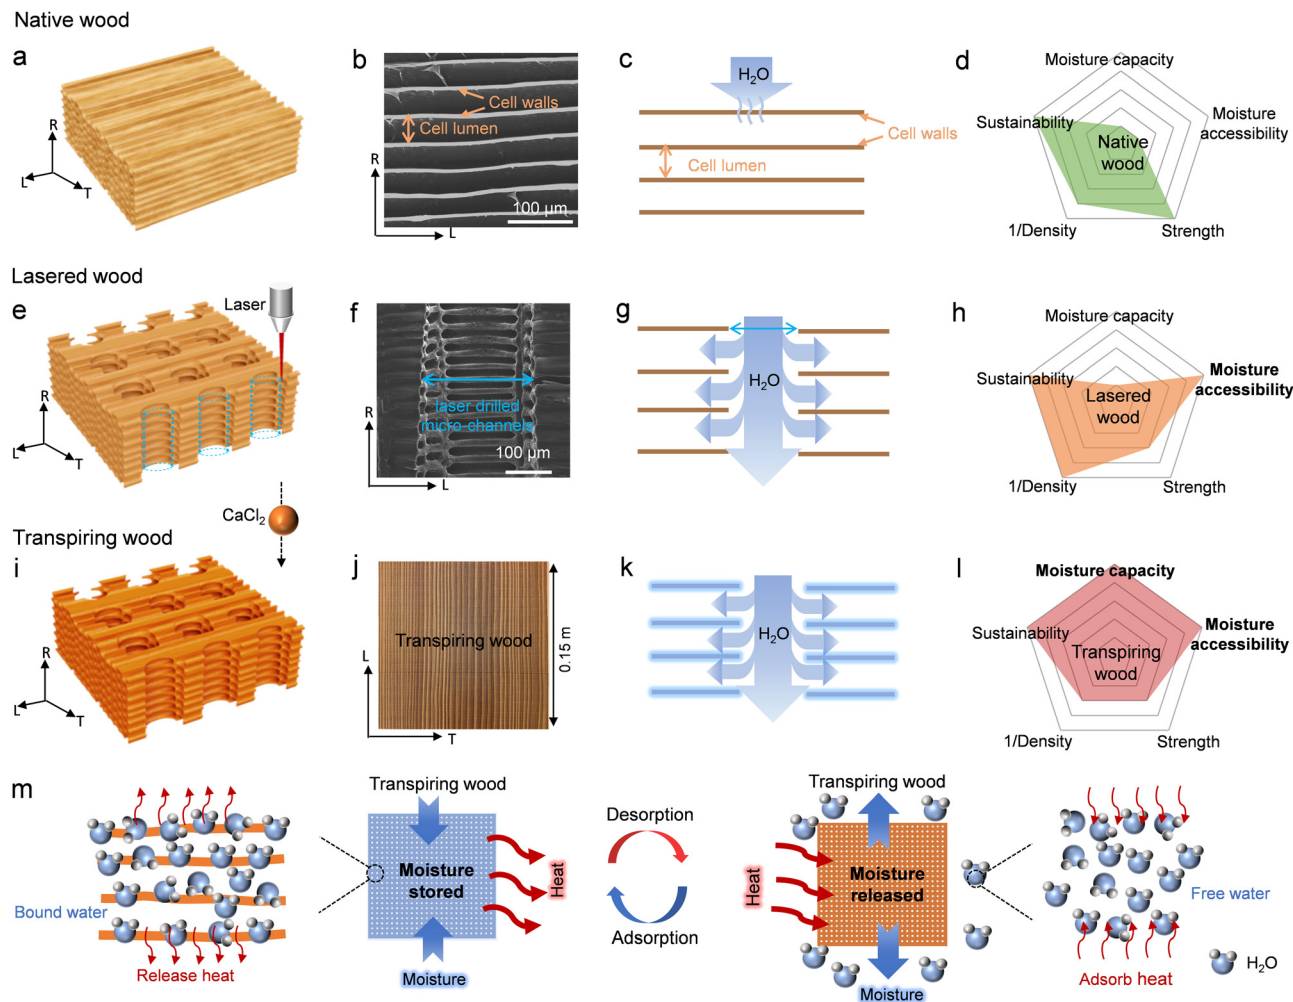 Native wood
a
R
L
T
b
Cell walls
Cell lumen
R
100 µm
L
c
H2O
Cell walls
Cell lumen
d
Moisture capacity
Sustainability
Moisture
accessibility
Native
wood
1/Density
Strength
Lasered wood
e
Laser
R
L
T
f
laser drilled
micro-channels
R
100 µm
L
g
H2O
h
Moisture capacity
Sustainability
Moisture
accessibility
Lasered
wood
1/Density
Strength
CaCl2
Transpiring wood
i
R
L
T
j
Transpiring wood
0.15 m
L
T
k
H2O
l
Moisture capacity
Sustainability
Moisture
accessibility
Transpiring
wood
1/Density
Strength
m
Bound water
Release heat
Transpiring wood
Moisture
stored
Heat
Moisture
Desorption
Adsorption
Transpiring wood
Heat
Moisture
released
Moisture
Free water
Adsorb heat
H2O